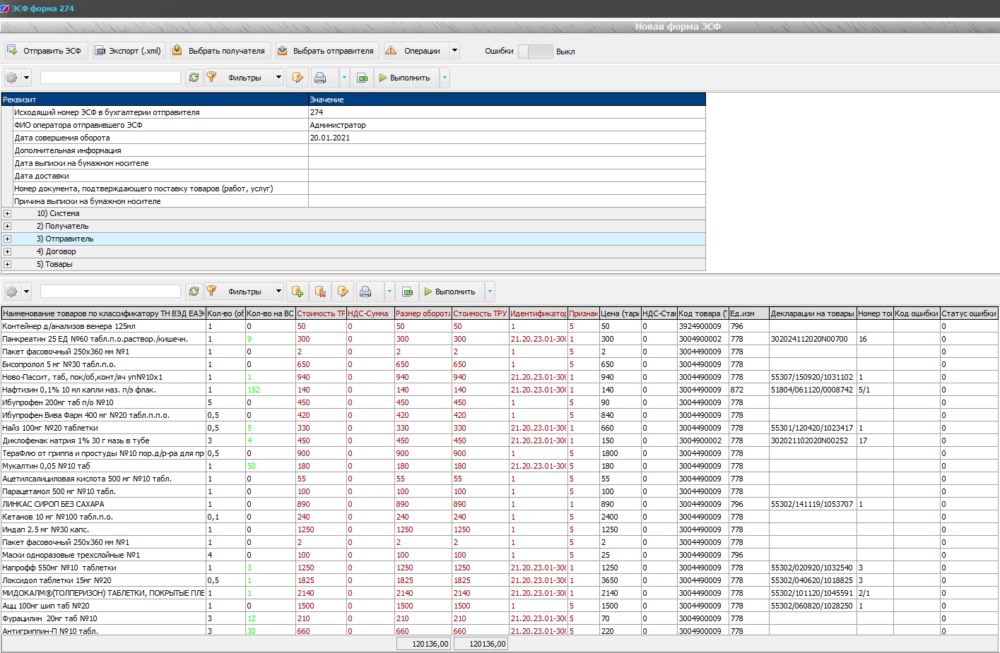 ЭСФ форма 274
Новая форма ЭСФ
Отправить ЭСФ Экспорт (.xml) Выбрать получателя Выбрать отправителя Операции Ошибки Выкл
Фильтры XLS Выполнить
Реквизит Значение
Исходящий номер ЭСФ в бухгалтерии отправителя 274
ФИО оператора отправившего ЭСФ Администратор
Дата совершения оборота 20.01.2021
Дополнительная информация
Дата выписки на бумажном носителе
Дата доставки
Номер документа, подтверждающего поставку товаров (работ, услуг)
Причина выписки на бумажном носителе
10) Система
2) Получатель
3) Отправитель
4) Договор
5) Товары
Фильтры XLS Выполнить
Наименование товаров по классификатору ТН ВЭД ЕАЭС Кол-во (об Кол-во на ВС Стоимость ТР НДС-Сумма Размер оборота Стоимость ТРУ Идентификатор Признак Цена (тари НДС-Став Код товара (Т Ед.изм Декларации на товары, Номер тов Код ошибки Статус ошибки
Контейнер д/анализов венера 125мл 1 0 50 0 50 50 1 5 50 0 3924900009 796 0
Панкреатин 25 ЕД №60 табл.п.о.раствор./кишечн. 1 9 300 0 300 300 21.20.23.01-300 1 300 0 3004900002 778 302024112020N00700 16 0
Пакет фасовочный 250х360 мм №1 1 0 2 0 2 2 1 5 2 0 3004490009 778 0
Бисопролол 5 мг №30 табл.п.о. 1 0 650 0 650 650 1 5 650 0 3004490009 778 0
Ново-Пассит, таб, пок/об,конт/яч уп№10х1 1 1 940 0 940 940 21.20.23.01-300 1 940 0 3004490009 778 55307/150920/1031102 1 0
Нафтизин 0,1% 10 мл капли наз. п/э флак. 1 152 140 0 140 140 21.20.23.01-300 1 140 0 3004490009 872 51804/061120/0008742 5/1 0
Ибупрофен 200мг таб п/о №10 5 0 450 0 450 450 1 5 90 0 3004490009 778 0
Ибупрофен Вива Фарм 400 мг №20 табл.п.п.о. 0,5 0 420 0 420 420 1 5 840 0 3004490009 778 0
Найз 100мг №20 таблетки 0,5 5 330 0 330 330 21.20.23.01-300 1 660 0 3004490009 778 55301/120420/1023417 1 0
Диклофенак натрия 1% 30 г мазь в тубе 3 4 450 0 450 450 21.20.23.01-300 1 150 0 3004900002 778 302021102020N00252 17 0
ТераФлю от гриппа и простуды №10 пор.д/р-ра для пр 0,5 0 900 0 900 900 1 5 1800 0 3004490009 778 0
Мукалтин 0,05 №10 таб 1 50 180 0 180 180 21.20.23.01-300 5 180 0 3004490009 778 0
Ацетилсалициловая кислота 500 мг №10 табл. 1 0 55 0 55 55 1 5 55 0 3004490009 778 0
Парацетамол 500 мг №10 табл. 1 0 100 0 100 100 1 5 100 0 3004490009 778 0
ЛИНКАС СИРОП БЕЗ САХАРА 1 0 890 0 890 890 1 1 890 0 3004490009 796 55302/141119/1053707 1 0
Кетанов 10 мг №100 табл.п.о. 0,1 0 240 0 240 240 1 5 2400 0 3004490009 778 0
Индап 2.5 мг №30 капс. 1 0 1250 0 1250 1250 1 5 1250 0 3004490009 778 0
Пакет фасовочный 250х360 мм №1 1 0 2 0 2 2 1 5 2 0 3004490009 778 0
Маски одноразовые трехслойные №1 4 0 100 0 100 100 1 5 25 0 3004490009 796 0
Напрофф 550мг №10 таблетки 1 3 1250 0 1250 1250 21.20.23.01-300 1 1250 0 3004490009 778 55302/020920/1032540 3 0
Локсидол таблетки 15мг №20 0,5 1 1825 0 1825 1825 21.20.23.01-300 1 3650 0 3004490009 778 55302/040620/1018825 3 0
МИДОКАЛМ®(ТОЛПЕРИЗОН) ТАБЛЕТКИ, ПОКРЫТЫЕ ПЛЕ 1 1 2140 0 2140 2140 21.20.23.01-300 1 2140 0 3004490009 778 55302/101120/1045591 2/1 0
Ацц 100мг шип таб №20 1 0 1500 0 1500 1500 1 5 1500 0 3004490009 778 55302/060820/1028250 1 0
Фурацилин 20мг таб №10 3 12 210 0 210 210 21.20.23.01-300 5 70 0 3004900009 778 0
Антигриппин-П №10 табл. 3 30 660 0 660 660 21.20.23.01-300 5 220 0 3004900009 778 0
120136,00 120136,00